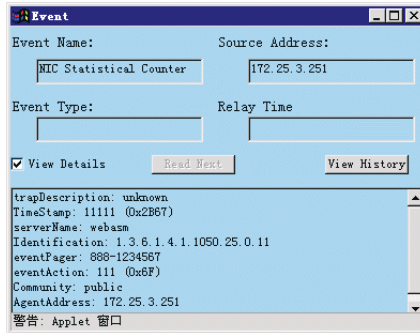 Event
Event Name:
Source Address:
NIC Statistical Counter
172.25.3.251
Event Type:
Relay Time
View Details
Read Next
View History
trapDescription: unknown
TimeStamp: 11111 (0x2B67)
serverName: webasm
Identification: 1.3.6.1.4.1.1050.25.0.11
eventPager: 888-1234567
eventAction: 111 (0x6F)
Community: public
AgentAddress: 172.25.3.251
警告: Applet 窗口